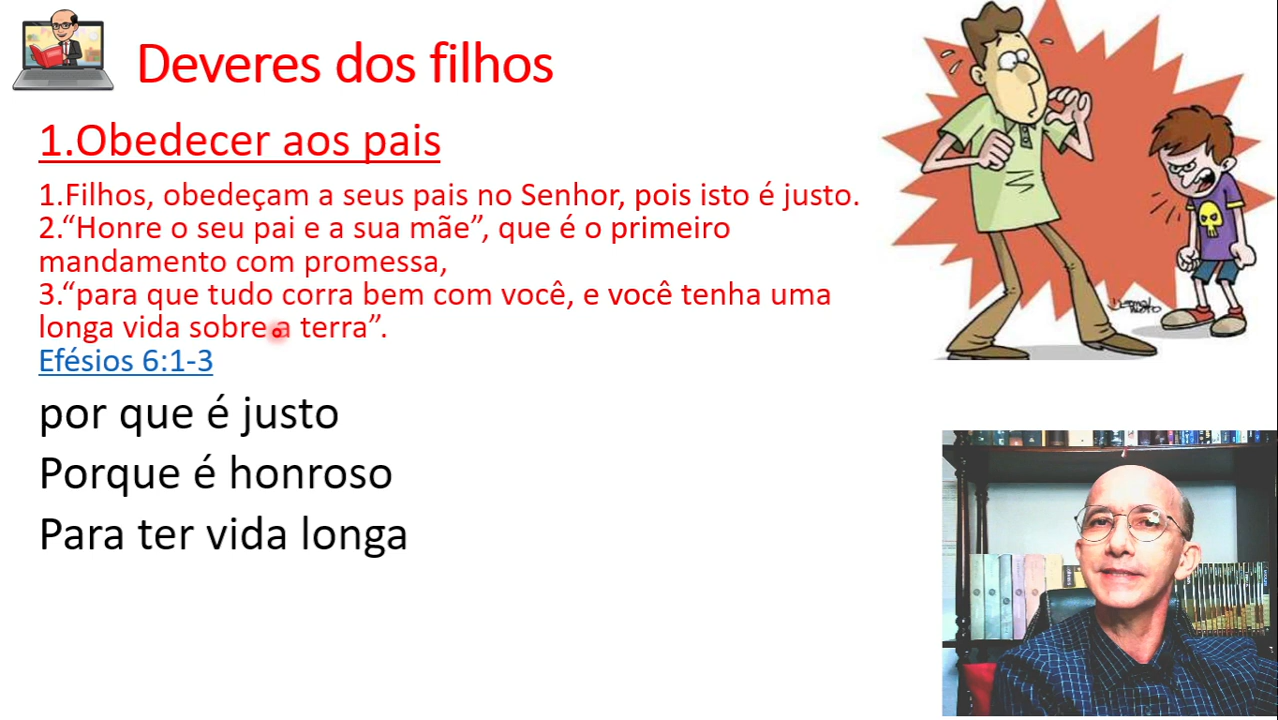 Deveres dos filhos
1.Obedecer aos pais
1.Filhos, obedeçam a seus pais no Senhor, pois isto é justo.
2.“Honre o seu pai e a sua mãe”, que é o primeiro
mandamento com promessa,
3.“para que tudo corra bem com você, e você tenha uma
longa vida sobre a terra”.
Efésios 6:1-3
por que é justo
Porque é honroso
Para ter vida longa